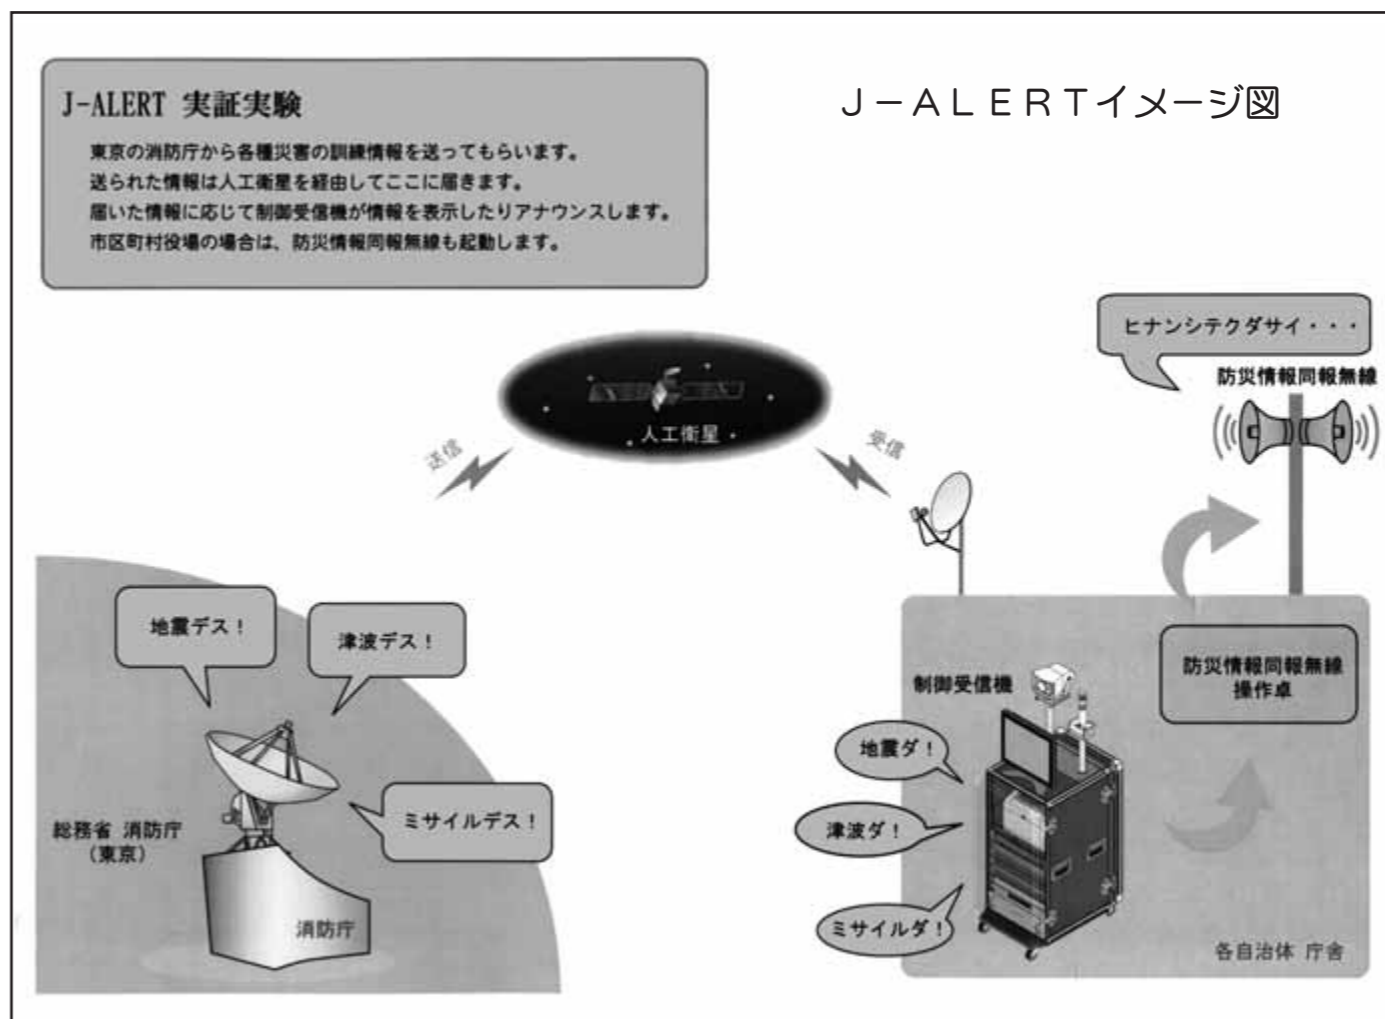 J-ALERT 実証実験
東京の消防庁から各種災害の訓練情報を送ってもらいます。
送られた情報は人工衛星を経由してここに届きます。
届いた情報に応じて制御受信機が情報を表示したりアナウンスします。
市区町村役場の場合は、防災情報同報無線も起動します。
J－ALERTイメージ図
ヒナンシテクダサイ・・・
防災情報同報無線
人工衛星
送信
受信
地震デス！
津波デス！
ミサイルデス！
総務省 消防庁
（東京）
消防庁
制御受信機
防災情報同報無線
操作卓
地震ダ！
津波ダ！
ミサイルダ！
各自治体 庁舎